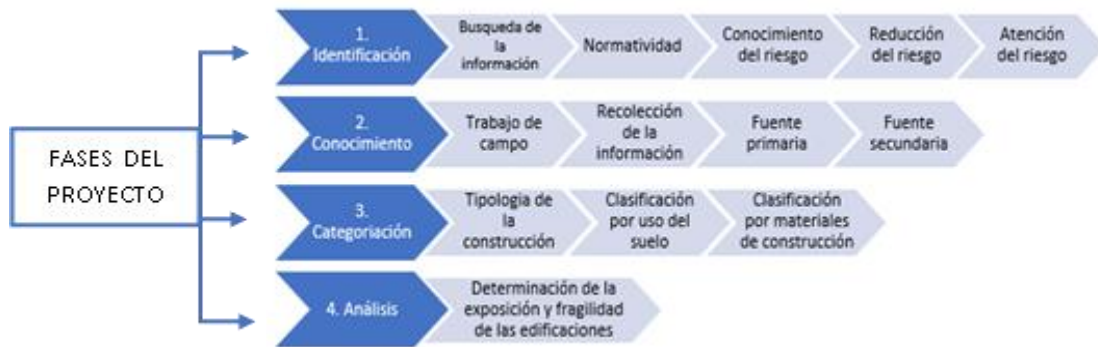 FASES DEL
PROYECTO
1.
Identificación
Busqueda de
la
información
Normatividad
Conocimiento
del riesgo
Reducción
del riesgo
Atención
del riesgo
2.
Conocimiento
Trabajo de
campo
Recolección
de la
información
Fuente
primaria
Fuente
secundaria
3.
Categoriación
Tipologia de
la
construcción
Clasificación
por uso del
suelo
Clasificación
por materiales
de construcción
4. Análisis
Determinación de la
exposición y fragilidad
de las edificaciones